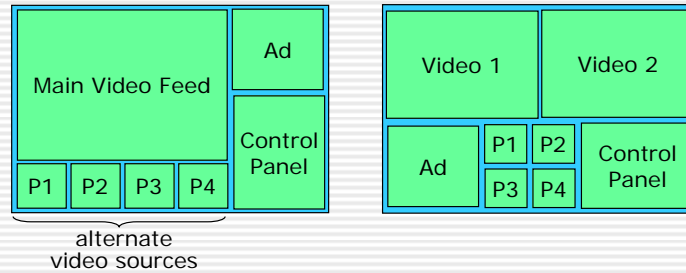 Main Video Feed
Ad
Control
Panel
P1 P2 P3 P4
alternate
video sources
Video 1
Video 2
Ad
P1 P2
P3 P4
Control
Panel